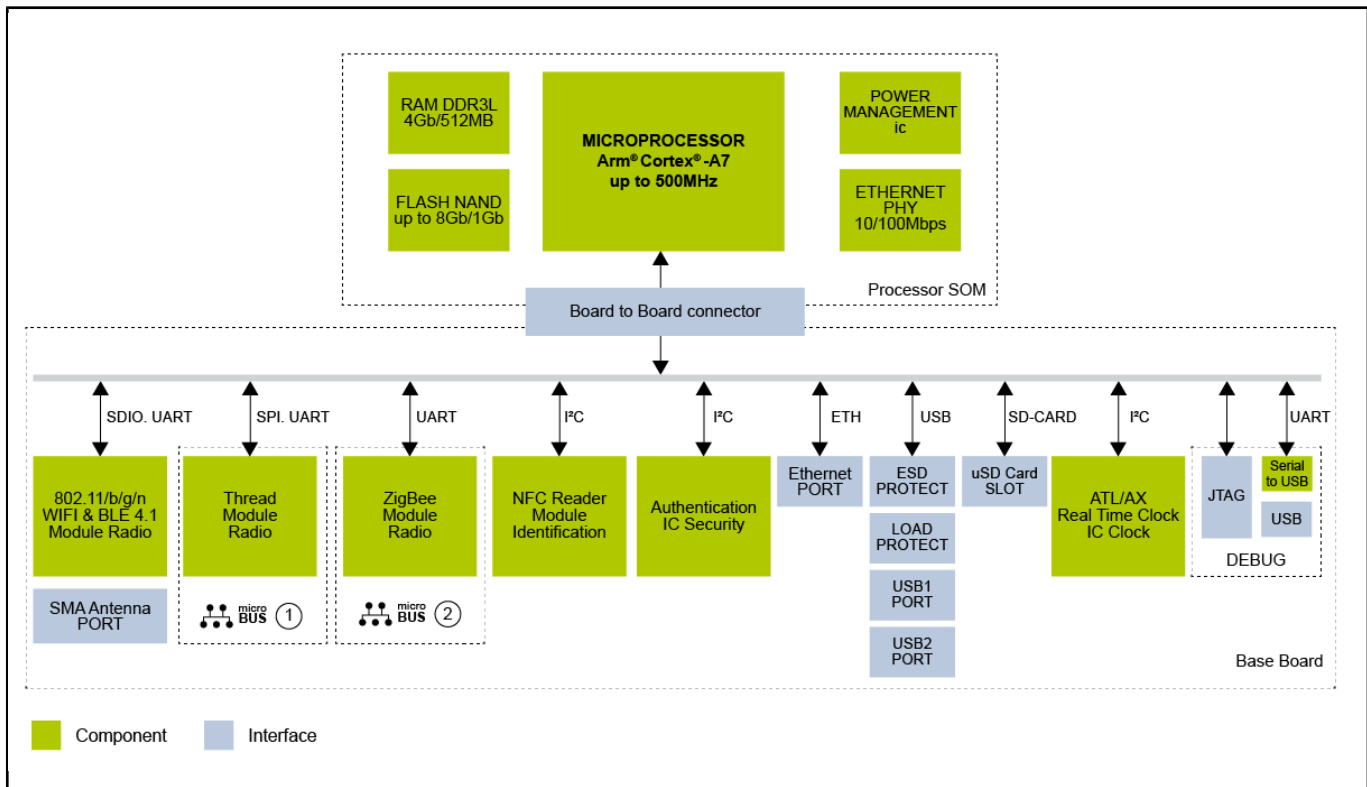 RAM DDR3L
4Gb/512MB
MICROPROCESSOR
Arm® Cortex® -A7
up to 500MHz
POWER
MANAGEMENT
ic
FLASH NAND
up to 8Gb/1Gb
ETHERNET
PHY
10/100Mbps
Processor SOM
Board to Board connector
SDIO. UART
SPI. UART
UART
I²C
I²C
ETH
USB
SD-CARD
I²C
UART
802.11/b/g/n
WIFI & BLE 4.1
Module Radio
SMA Antenna
PORT
Thread
Module
Radio
micro
BUS
1
ZigBee
Module
Radio
micro
BUS
2
NFC Reader
Module
Identification
Authentication
IC Security
Ethernet
PORT
ESD
PROTECT
LOAD
PROTECT
USB1
PORT
USB2
PORT
uSD Card
SLOT
ATL/AX
Real Time Clock
IC Clock
JTAG
Serial
to USB
USB
DEBUG
Base Board
Component
Interface